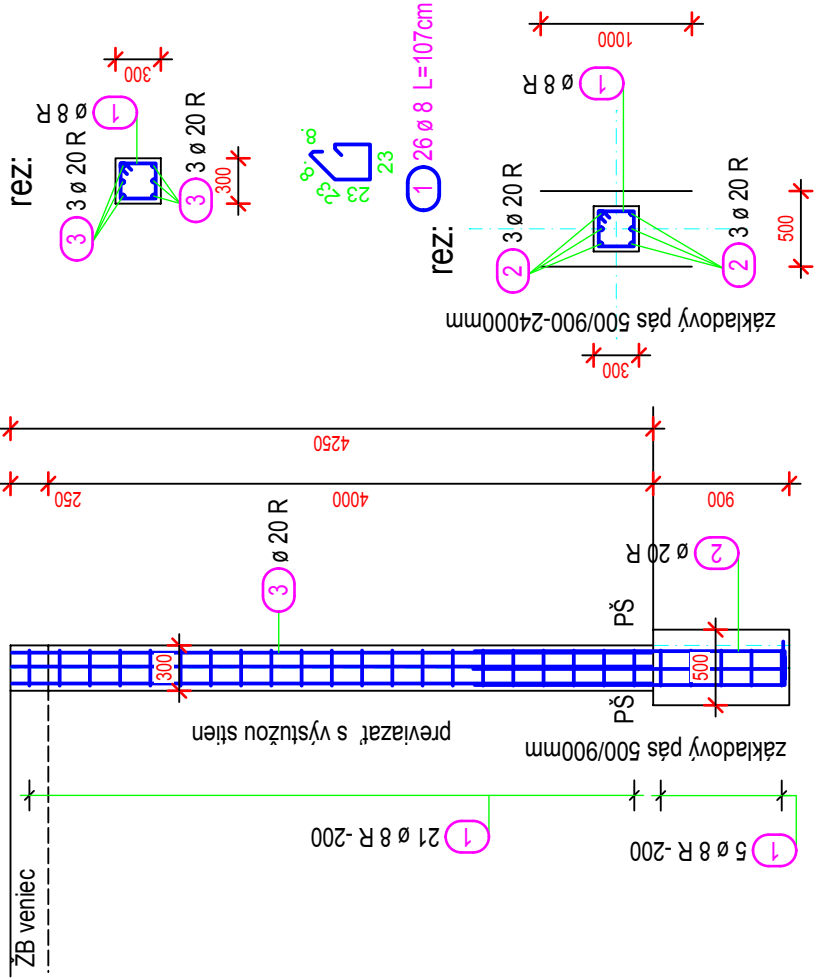 rez:
3 ø 20 R
3
ø 8 R
1
300
300
3 ø 20 R
3
8.
8.
23
23
23
1
26 ø 8 L=107cm
rez:
1000
ø 8 R
1
3 ø 20 R
2
3 ø 20 R
2
500
300
základový pás 500/900-24000mm
4250
250
4000
900
3
ø 20 R
ø 20 R
2
300
500
PŠ
PŠ
previazať s výstužou stien
základový pás 500/900mm
21 ø 8 R -200
1
5 ø 8 R -200
1
ŽB veniec